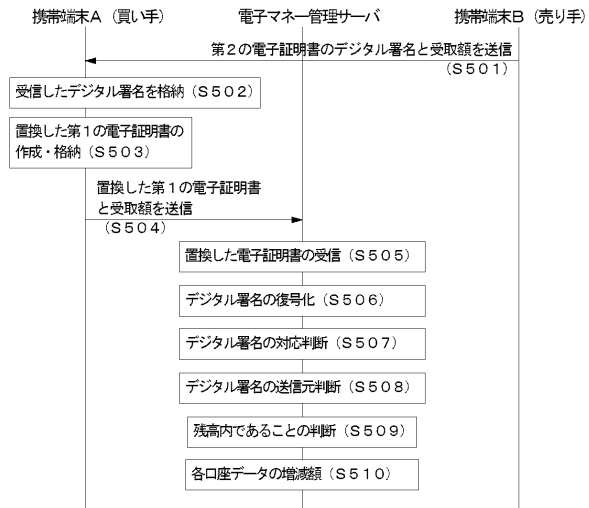 携帯端末Ａ（買い手）
電子マネー管理サーバ
携帯端末Ｂ（売り手）
第２の電子証明書のデジタル署名と受取額を送信
（Ｓ５０１）
受信したデジタル署名を格納（Ｓ５０２）
置換した第１の電子証明書の
作成・格納（Ｓ５０３）
置換した第１の電子証明書
と受取額を送信
（Ｓ５０４）
置換した電子証明書の受信（Ｓ５０５）
デジタル署名の復号化（Ｓ５０６）
デジタル署名の対応判断（Ｓ５０７）
デジタル署名の送信元判断（Ｓ５０８）
残高内であることの判断（Ｓ５０９）
各口座データの増減額（Ｓ５１０）